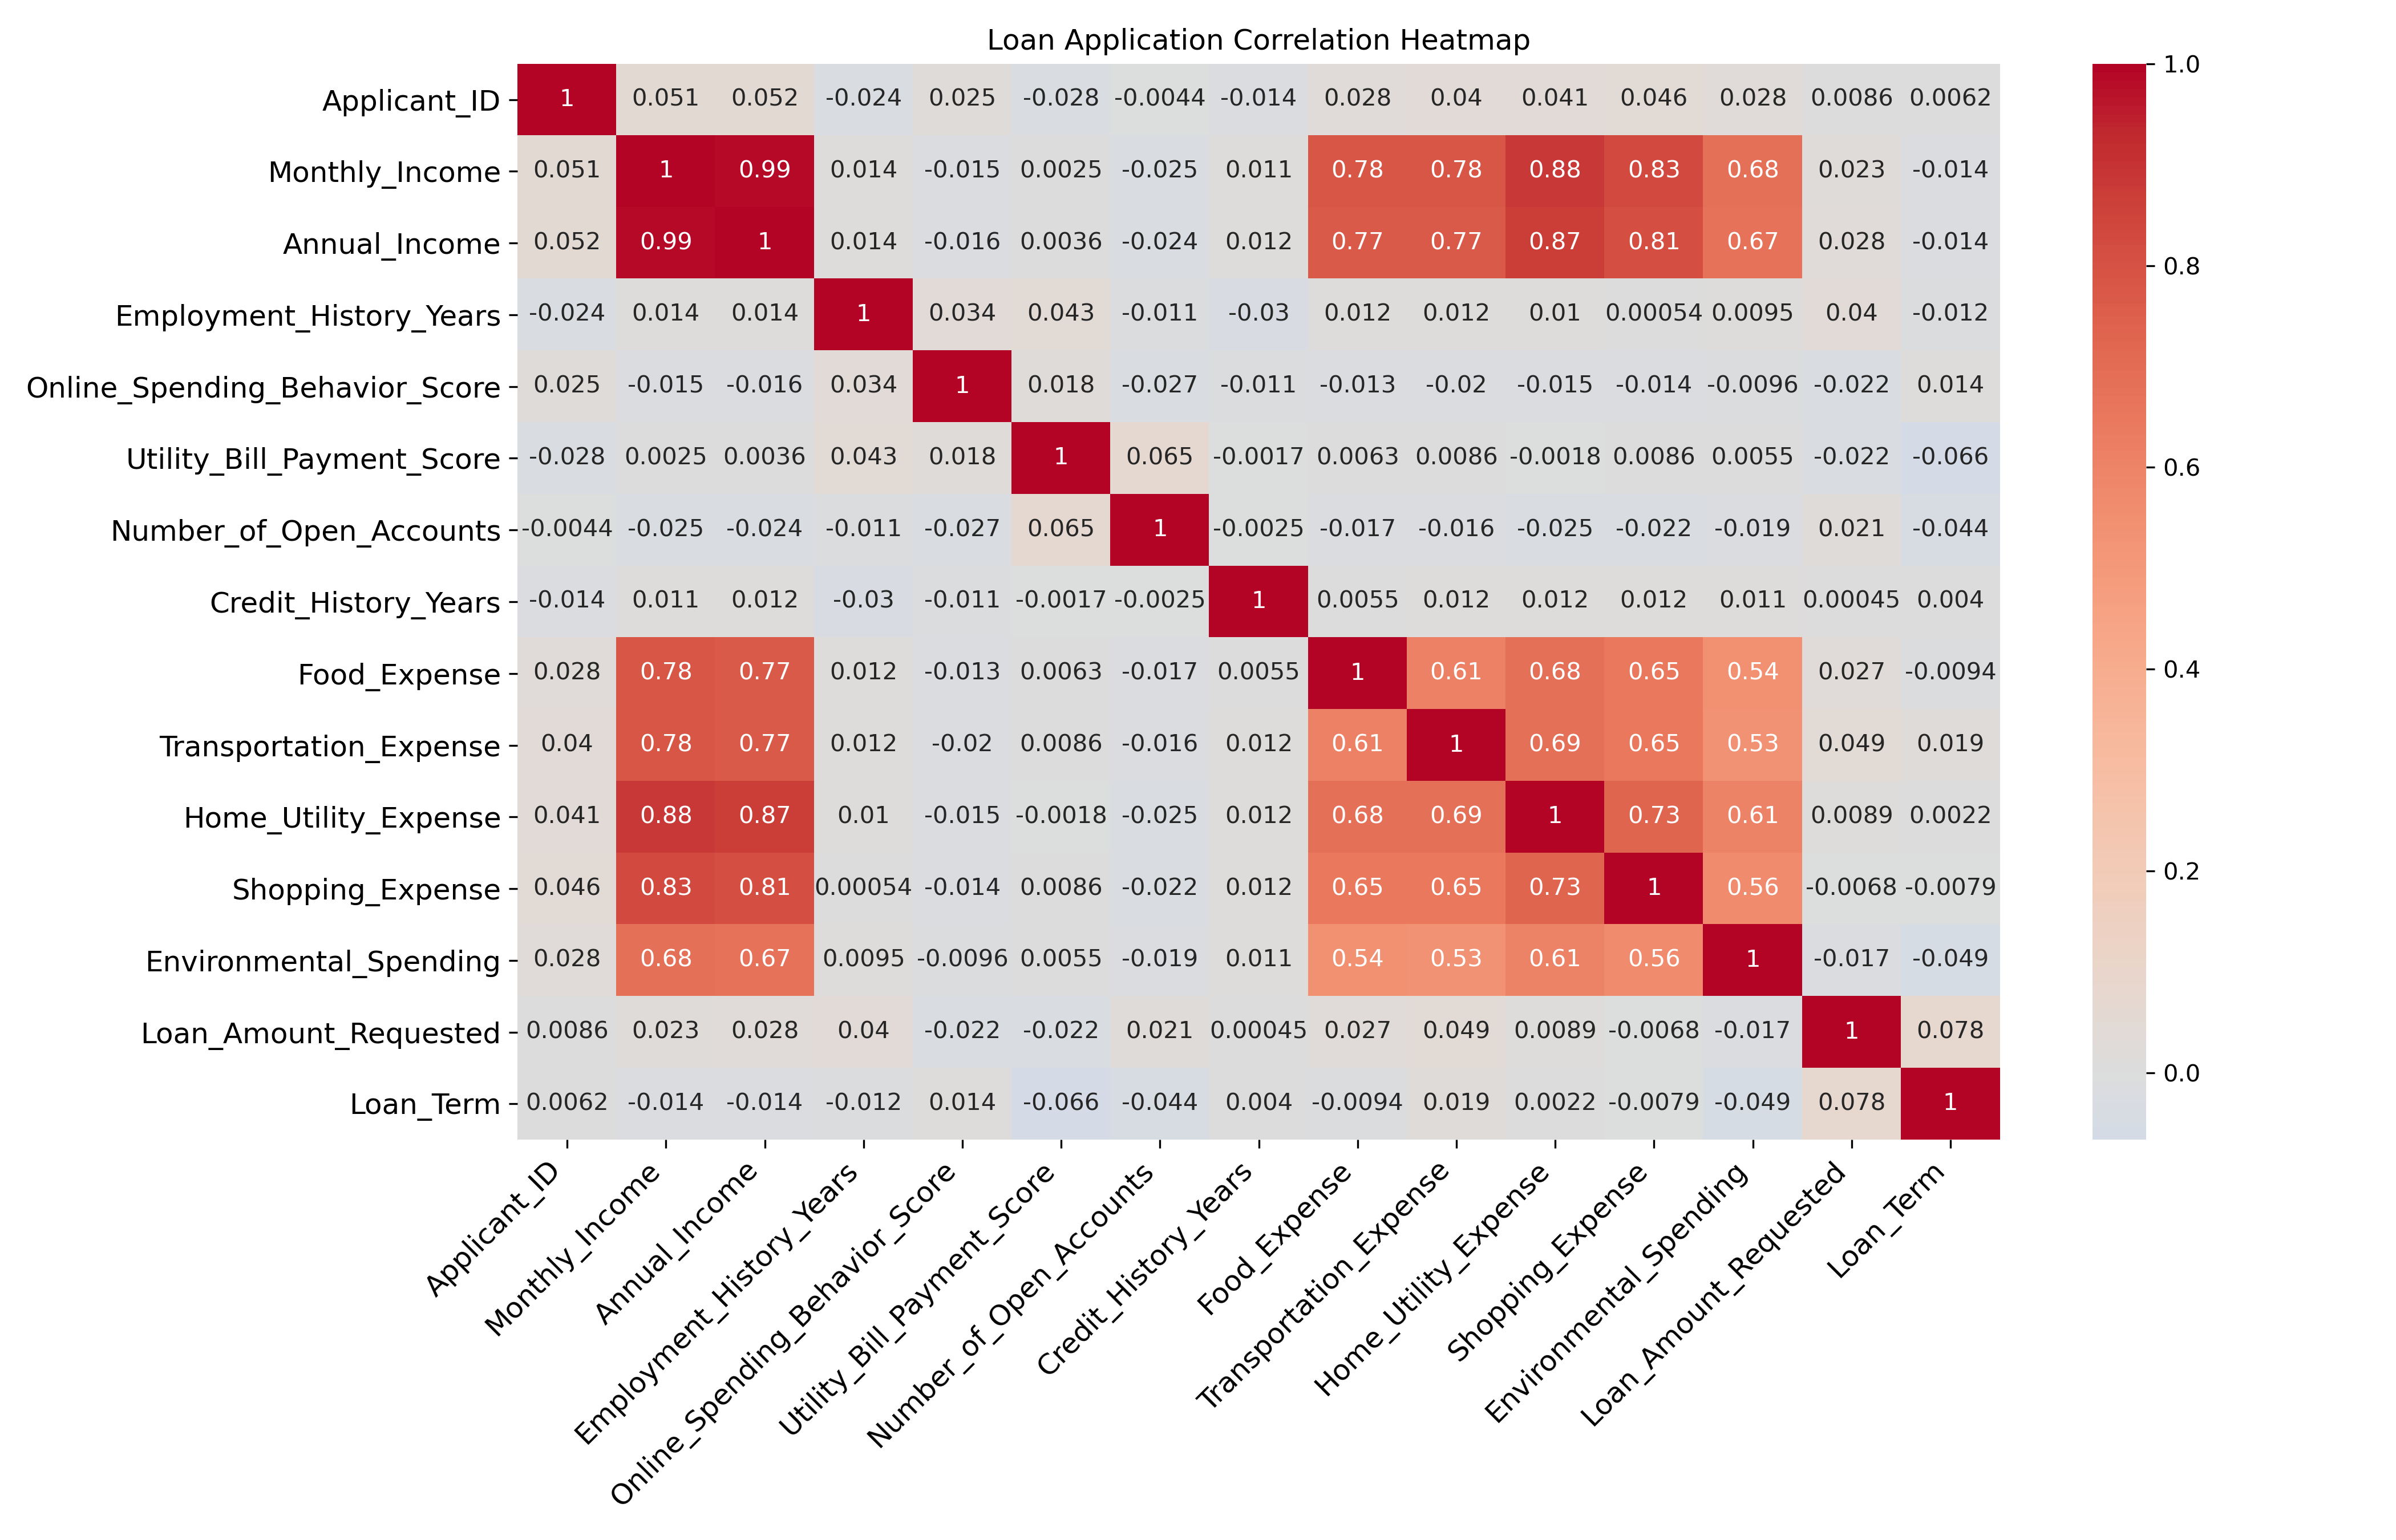 Loan Application Correlation Heatmap
Applicant_ID 1 0.051 0.052 -0.024 0.025 -0.028 -0.0044 -0.014 0.028 0.04 0.041 0.046 0.028 0.0086 0.0062
Monthly_Income 0.051 1 0.99 0.014 -0.015 0.0025 -0.025 0.011 0.78 0.78 0.88 0.83 0.68 0.023 -0.014
Annual_Income 0.052 0.99 1 0.014 -0.016 0.0036 -0.024 0.012 0.77 0.77 0.87 0.81 0.67 0.028 -0.014
Employment_History_Years -0.024 0.014 0.014 1 0.034 0.043 -0.011 -0.03 0.012 0.012 0.01 0.00054 0.0095 0.04 -0.012
Online_Spending_Behavior_Score 0.025 -0.015 -0.016 0.034 1 0.018 -0.027 -0.011 -0.013 -0.02 -0.015 -0.014 -0.0096 -0.022 0.014
Utility_Bill_Payment_Score -0.028 0.0025 0.0036 0.043 0.018 1 0.065 -0.0017 0.0063 0.0086 -0.0018 0.0086 0.0055 -0.022 -0.066
Number_of_Open_Accounts -0.0044 -0.025 -0.024 -0.011 -0.027 0.065 1 -0.0025 -0.017 -0.016 -0.025 -0.022 -0.019 0.021 -0.044
Credit_History_Years -0.014 0.011 0.012 -0.03 -0.011 -0.0017 -0.0025 1 0.0055 0.012 0.012 0.012 0.011 0.00045 0.004
Food_Expense 0.028 0.78 0.77 0.012 -0.013 0.0063 -0.017 0.0055 1 0.61 0.68 0.65 0.54 0.027 -0.0094
Transportation_Expense 0.04 0.78 0.77 0.012 -0.02 0.0086 -0.016 0.012 0.61 1 0.69 0.65 0.53 0.049 0.019
Home_Utility_Expense 0.041 0.88 0.87 0.01 -0.015 -0.0018 -0.025 0.012 0.68 0.69 1 0.73 0.61 0.0089 0.0022
Shopping_Expense 0.046 0.83 0.81 0.00054 -0.014 0.0086 -0.022 0.012 0.65 0.65 0.73 1 0.56 -0.0068 -0.0079
Environmental_Spending 0.028 0.68 0.67 0.0095 -0.0096 0.0055 -0.019 0.011 0.54 0.53 0.61 0.56 1 -0.017 -0.049
Loan_Amount_Requested 0.0086 0.023 0.028 0.04 -0.022 -0.022 0.021 0.00045 0.027 0.049 0.0089 -0.0068 -0.017 1 0.078
Loan_Term 0.0062 -0.014 -0.014 -0.012 0.014 -0.066 -0.044 0.004 -0.0094 0.019 0.0022 -0.0079 -0.049 0.078 1
Applicant_ID
Monthly_Income
Annual_Income
Employment_History_Years
Online_Spending_Behavior_Score
Utility_Bill_Payment_Score
Number_of_Open_Accounts
Credit_History_Years
Food_Expense
Transportation_Expense
Home_Utility_Expense
Shopping_Expense
Environmental_Spending
Loan_Amount_Requested
Loan_Term
1.0
0.8
0.6
0.4
0.2
0.0